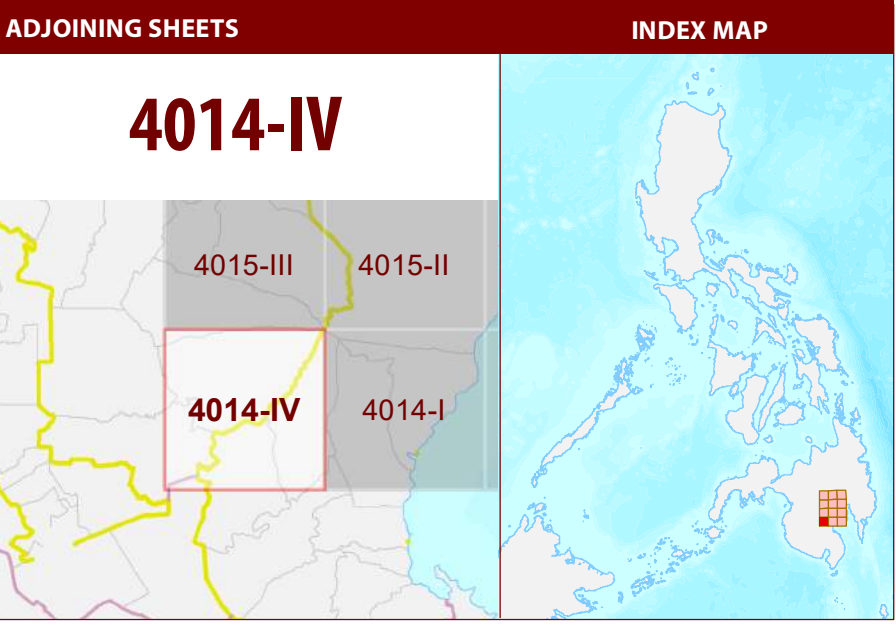 ADJOINING SHEETS
INDEX MAP
4014-IV
4015-III
4015-II
4014-IV
4014-I